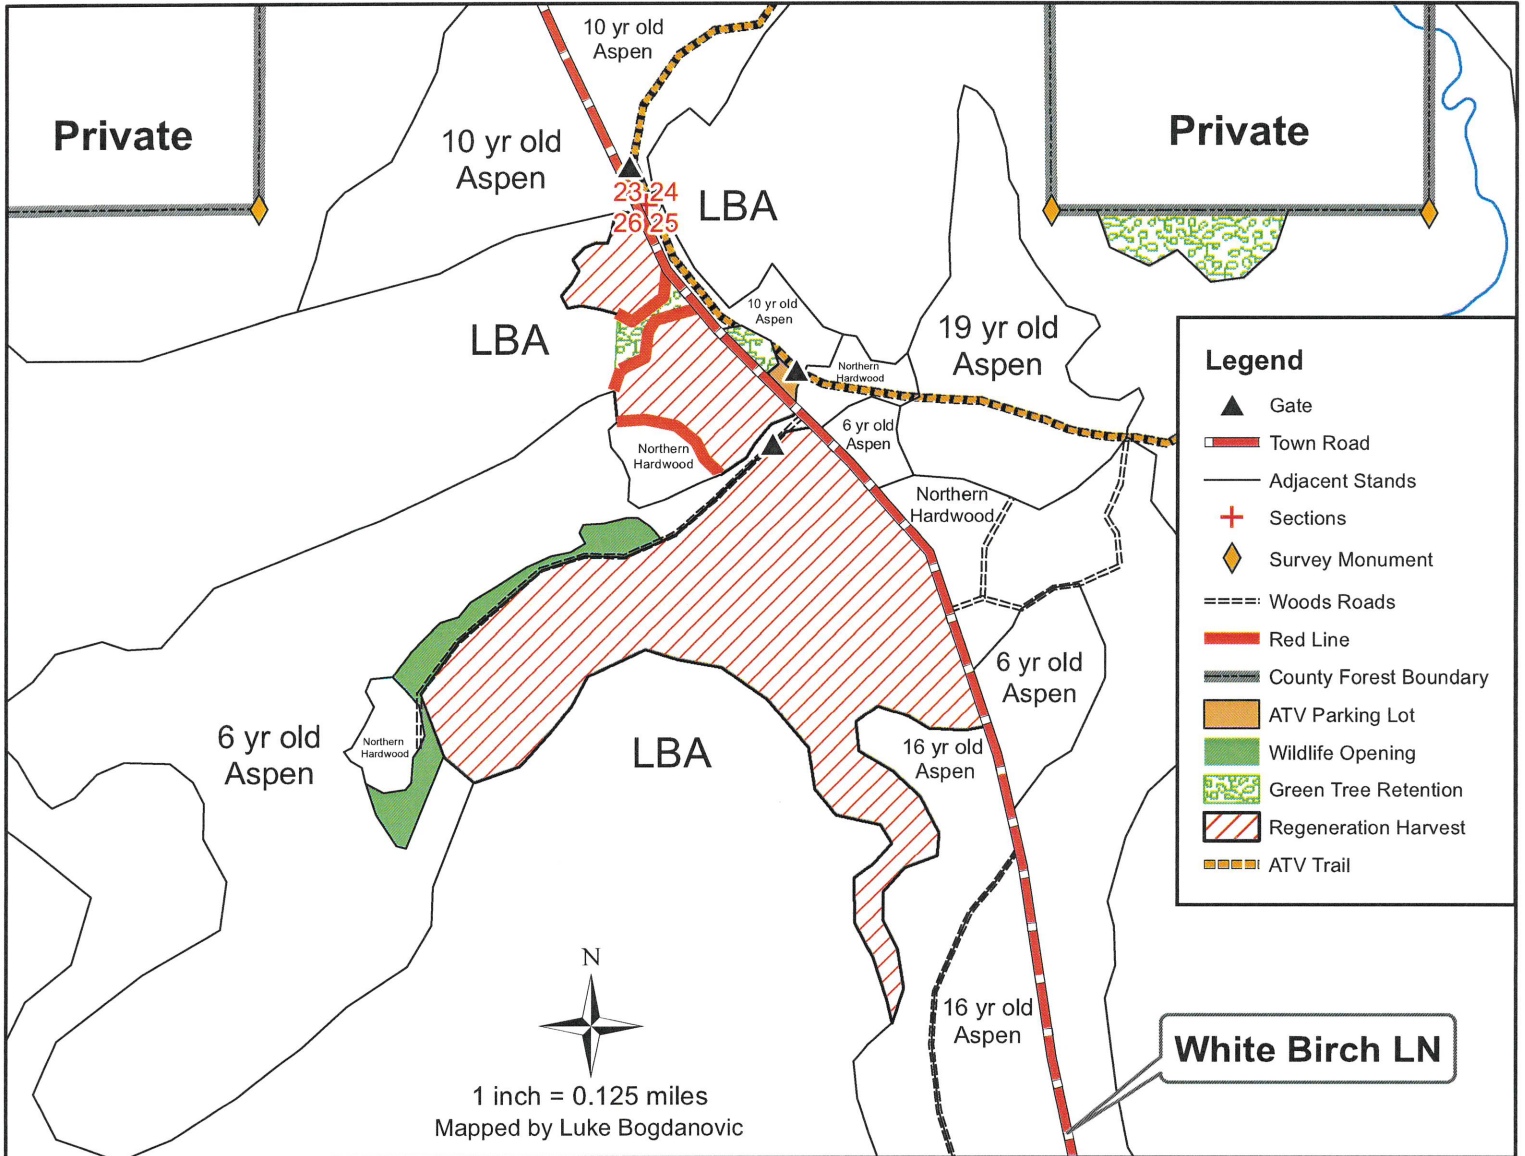 10 yr old
Aspen
Private
10 yr old
Aspen
Private
23 24
26 25
LBA
10 yr old
Aspen
LBA
19 yr old
Aspen
Northern
Hardwood
6 yr old
Aspen
Northern
Hardwood
Northern
Hardwood
6 yr old
Aspen
6 yr old
Aspen
Northern
Hardwood
LBA
16 yr old
Aspen
16 yr old
Aspen
Legend
Gate
Town Road
Adjacent Stands
Sections
Survey Monument
Woods Roads
Red Line
County Forest Boundary
ATV Parking Lot
Wildlife Opening
Green Tree Retention
Regeneration Harvest
ATV Trail
White Birch LN
N
1 inch = 0.125 miles
Mapped by Luke Bogdanovic